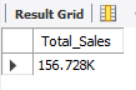 Result Grid
Total_Sales
156.728K